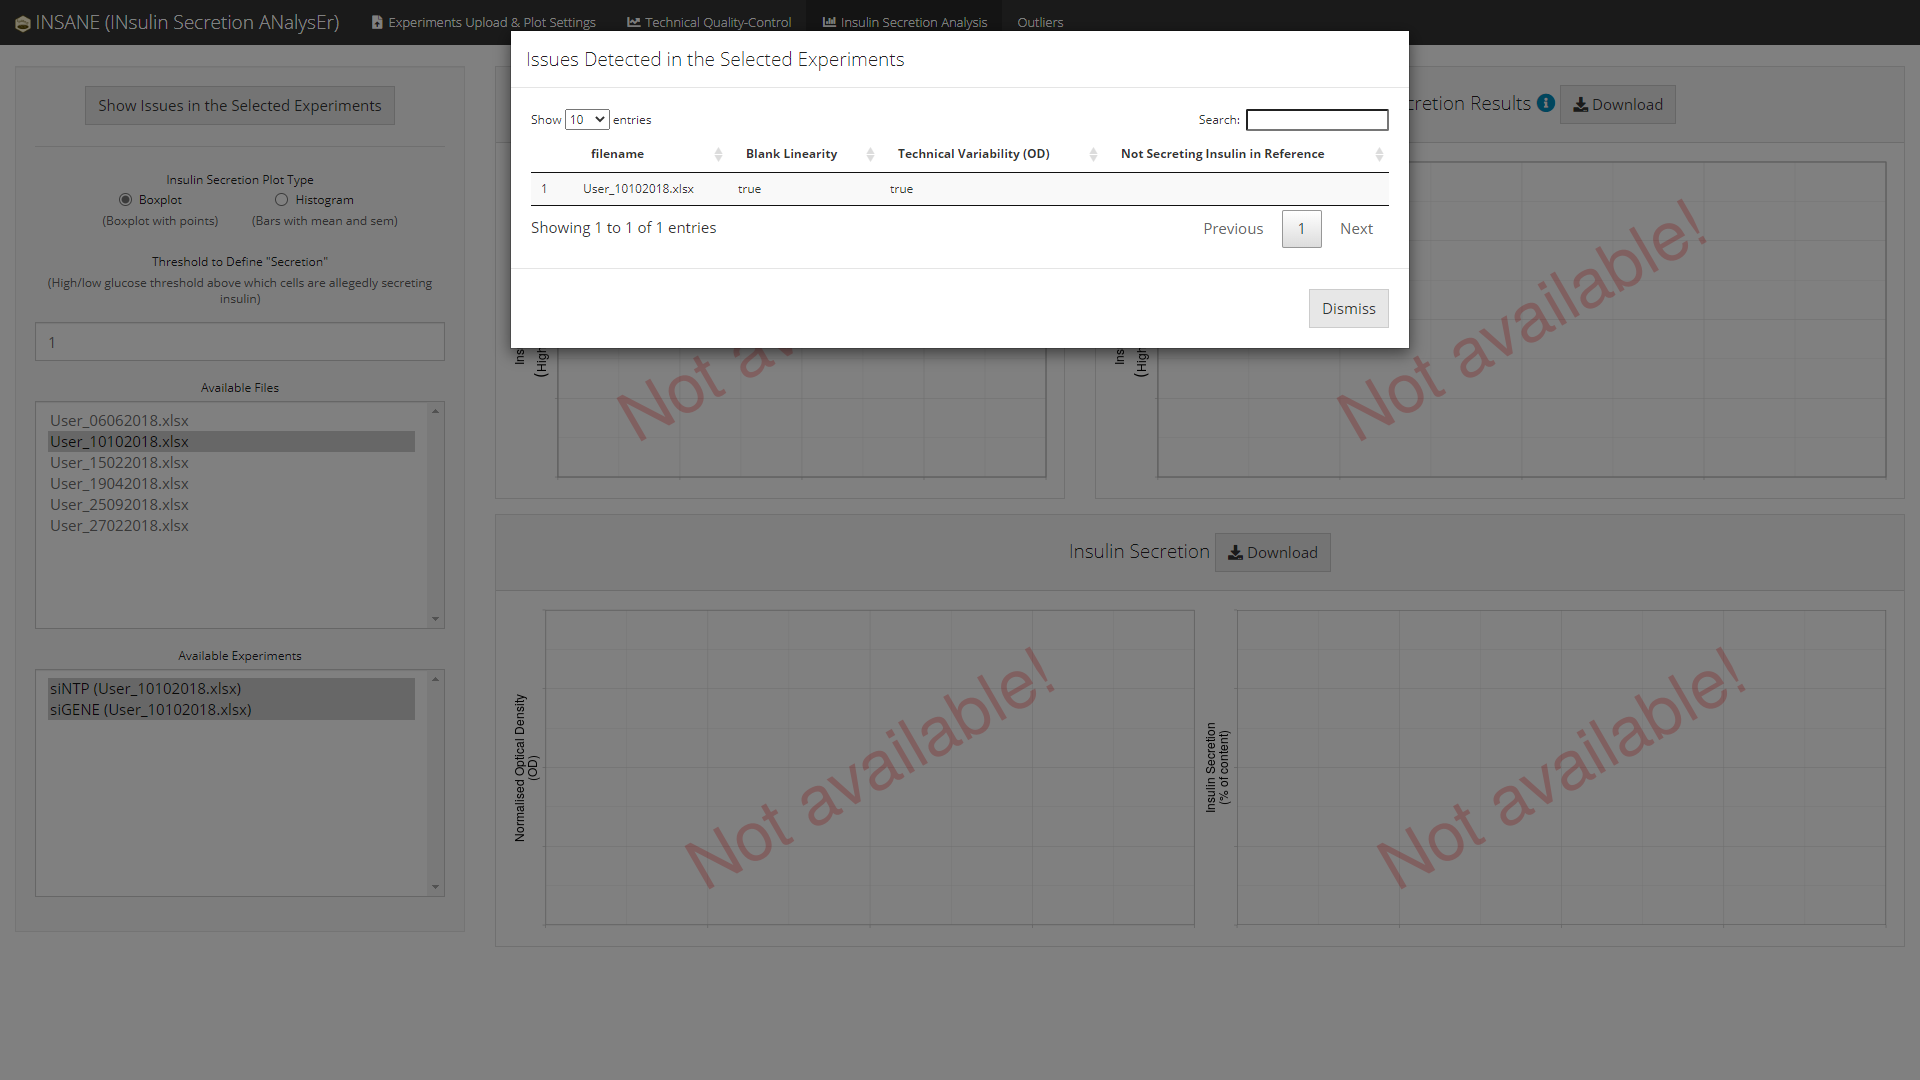 INSANE (INsulin Secretion ANalysEr)
Experiments Upload & Plot Settings
Technical Quality-Control
Insulin Secretion Analysis
Outliers
Issues Detected in the Selected Experiments
Show 10 entries
Search:
filename Blank Linearity Technical Variability (OD) Not Secreting Insulin in Reference
1 User_10102018.xlsx true true
Showing 1 to 1 of 1 entries
Previous 1 Next
Dismiss
Show Issues in the Selected Experiments
Insulin Secretion Plot Type
Boxplot Histogram
(Boxplot with points) (Bars with mean and sem)
Threshold to Define "Secretion"
(High/low glucose threshold above which cells are allegedly secreting
insulin)
1
Available Files
User_06062018.xlsx
User_10102018.xlsx
User_15022018.xlsx
User_19042018.xlsx
User_25092018.xlsx
User_27022018.xlsx
Available Experiments
siNTP (User_10102018.xlsx)
siGENE (User_10102018.xlsx)
cretion Results Download
Ins
(High
Not av
Ins
(High
Not available!
Insulin Secretion Download
Normalised Optical Density
(OD)
Not available!
Insulin Secretion
(% of content)
Not available!